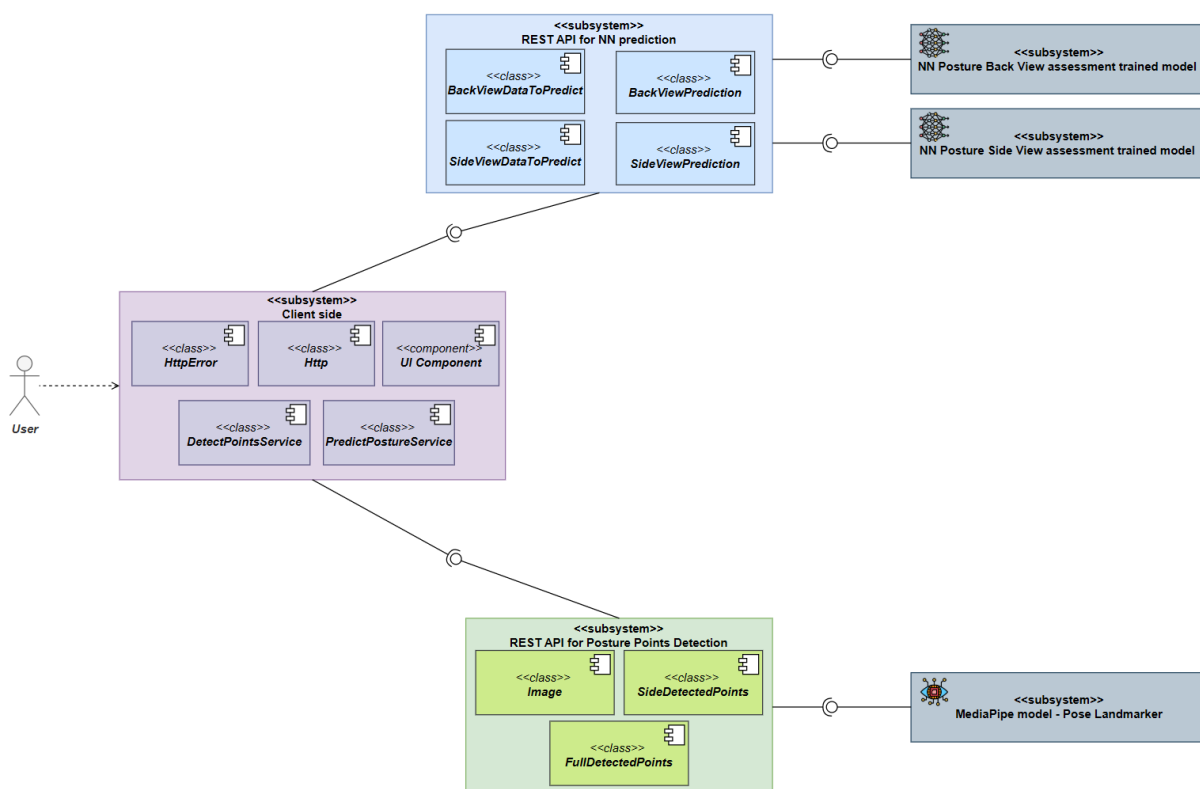 <<subsystem>>
REST API for NN prediction
<<class>>
BackViewDataToPredict
<<class>>
BackViewPrediction
<<class>>
SideViewDataToPredict
<<class>>
SideViewPrediction
<<subsystem>>
NN Posture Back View assessment trained model
<<subsystem>>
NN Posture Side View assessment trained model
<<subsystem>>
Client side
<<class>>
HttpError
<<class>>
Http
<<component>>
UI Component
<<class>>
DetectPointsService
<<class>>
PredictPostureService
User
<<subsystem>>
REST API for Posture Points Detection
<<class>>
Image
<<class>>
SideDetectedPoints
<<class>>
FullDetectedPoints
<<subsystem>>
MediaPipe model - Pose Landmarker